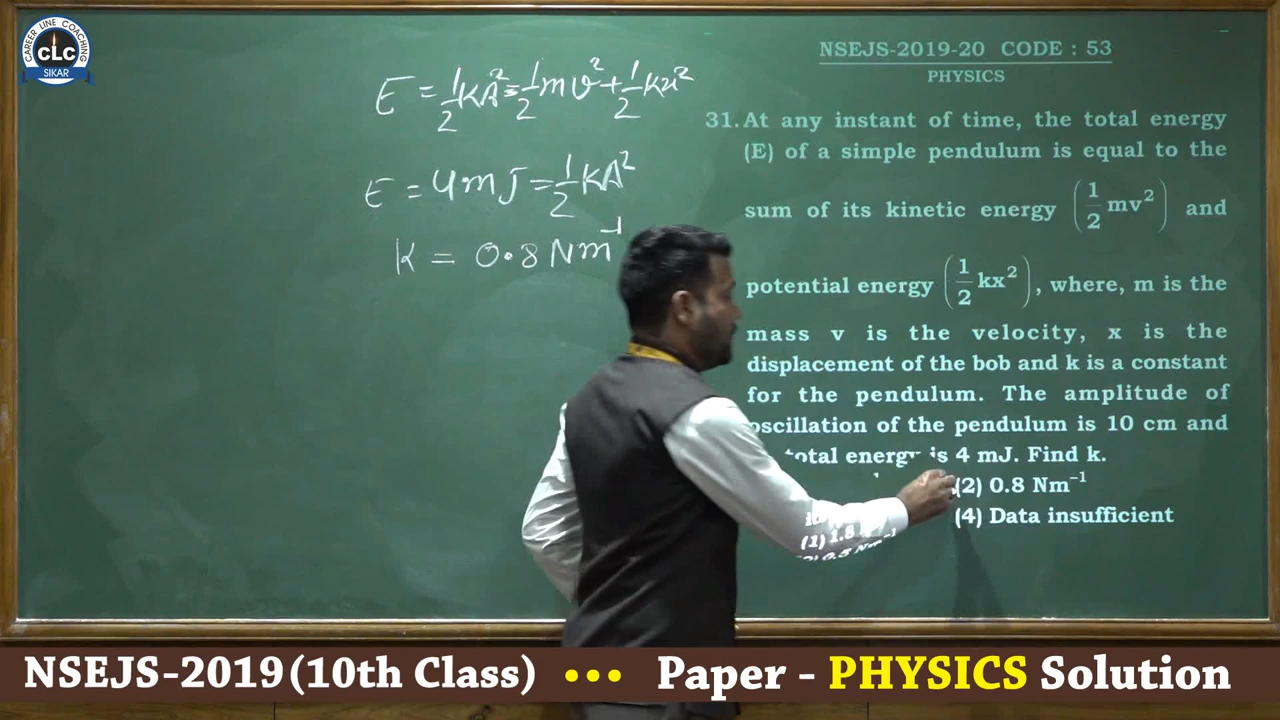 CAREER LINE COACHING
CLC
SIKAR
E = 1/2 KA² = 1/2 mv² + 1/2 Kx²
E = 4mJ = 1/2 KA²
K = 0.8 Nm⁻¹
NSEJS-2019-20 CODE : 53
PHYSICS
31. At any instant of time, the total energy
(E) of a simple pendulum is equal to the
sum of its kinetic energy (1/2 mv²) and
potential energy (1/2 kx²), where, m is the
mass v is the velocity, x is the
displacement of the bob and k is a constant
for the pendulum. The amplitude of
oscillation of the pendulum is 10 cm and
total energy is 4 mJ. Find k.
(1) 1.8 (2) 0.8 Nm⁻¹
(4) Data insufficient
NSEJS-2019(10th Class) ••• Paper - PHYSICS Solution